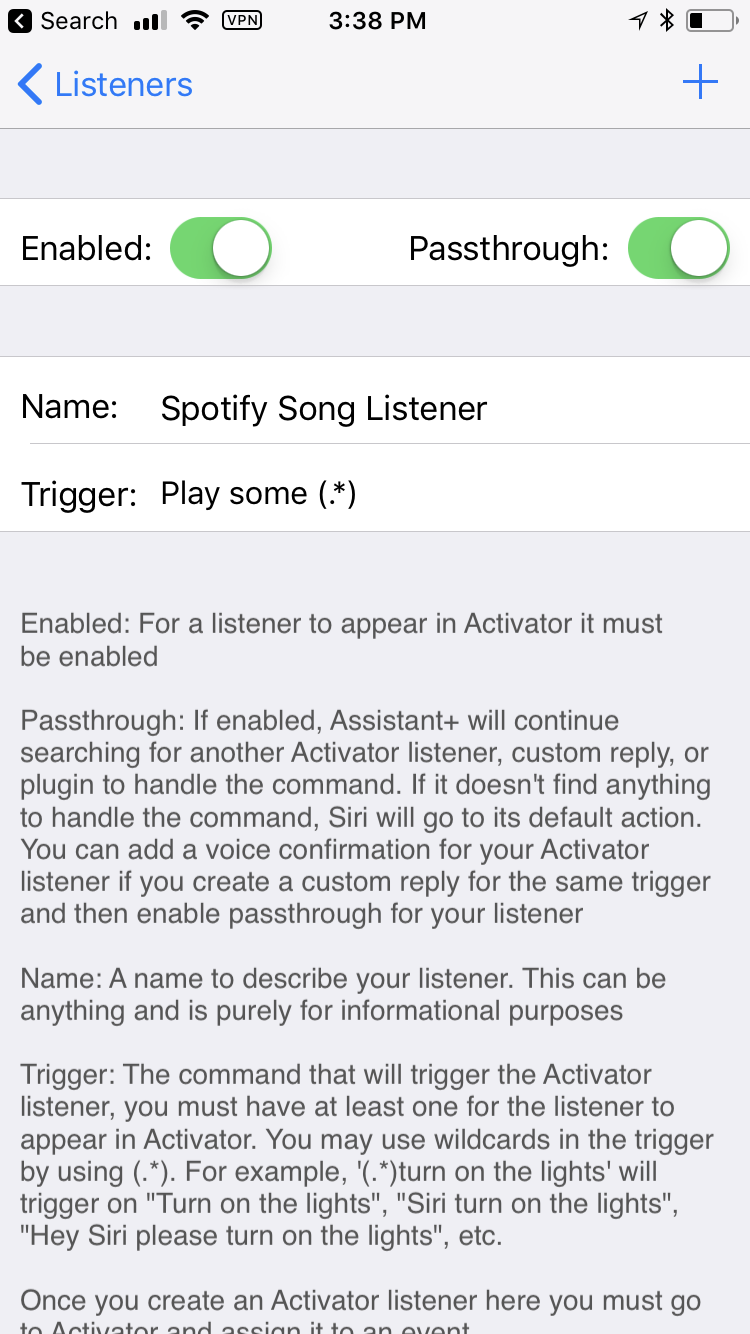 Search VPN 3:38 PM
Listeners +
Enabled: Passthrough:
Name: Spotify Song Listener
Trigger: Play some (.*)
Enabled: For a listener to appear in Activator it must
be enabled
Passthrough: If enabled, Assistant+ will continue
searching for another Activator listener, custom reply, or
plugin to handle the command. If it doesn't find anything
to handle the command, Siri will go to its default action.
You can add a voice confirmation for your Activator
listener if you create a custom reply for the same trigger
and then enable passthrough for your listener
Name: A name to describe your listener. This can be
anything and is purely for informational purposes
Trigger: The command that will trigger the Activator
listener, you must have at least one for the listener to
appear in Activator. You may use wildcards in the trigger
by using (.*). For example, '(.*)turn on the lights' will
trigger on "Turn on the lights", "Siri turn on the lights",
"Hey Siri please turn on the lights", etc.
Once you create an Activator listener here you must go
to Activator and assign it to an event